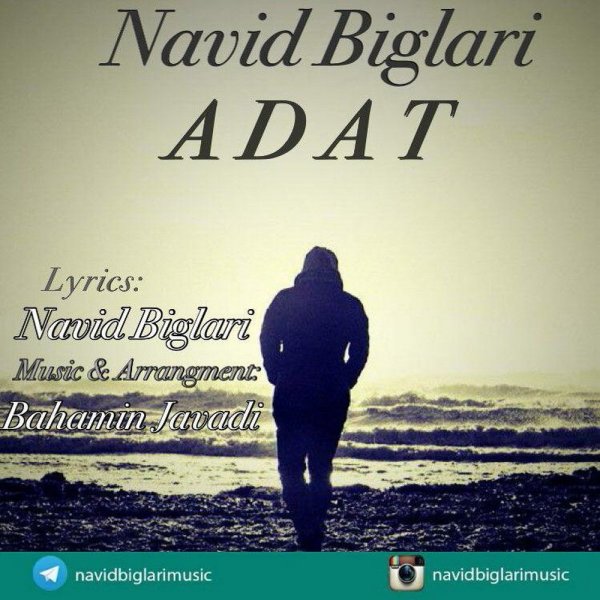 Navid Biglari
ADAT
Lyrics:
Navid Biglari
Music & Arrangment:
Bahamin Javadi
navidbiglarimusic
navidbiglarimusic